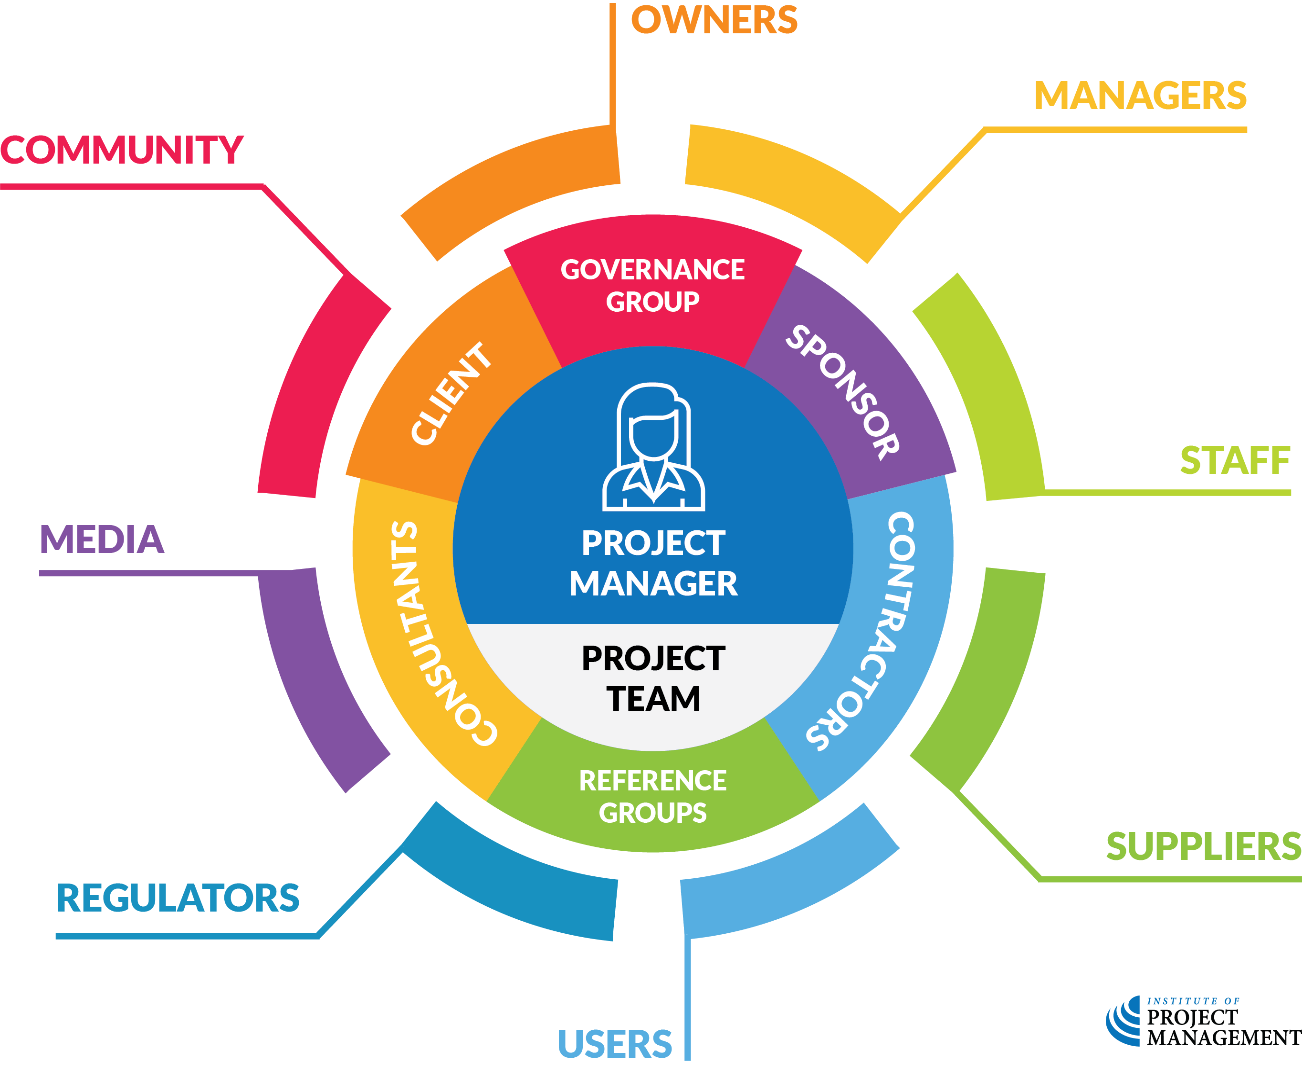 OWNERS
MANAGERS
COMMUNITY
GOVERNANCE
GROUP
CLIENT
SPONSOR
STAFF
MEDIA
PROJECT
MANAGER
CONSULTANTS
CONTRACTORS
PROJECT
TEAM
REFERENCE
GROUPS
SUPPLIERS
REGULATORS
USERS
INSTITUTE OF
PROJECT
MANAGEMENT